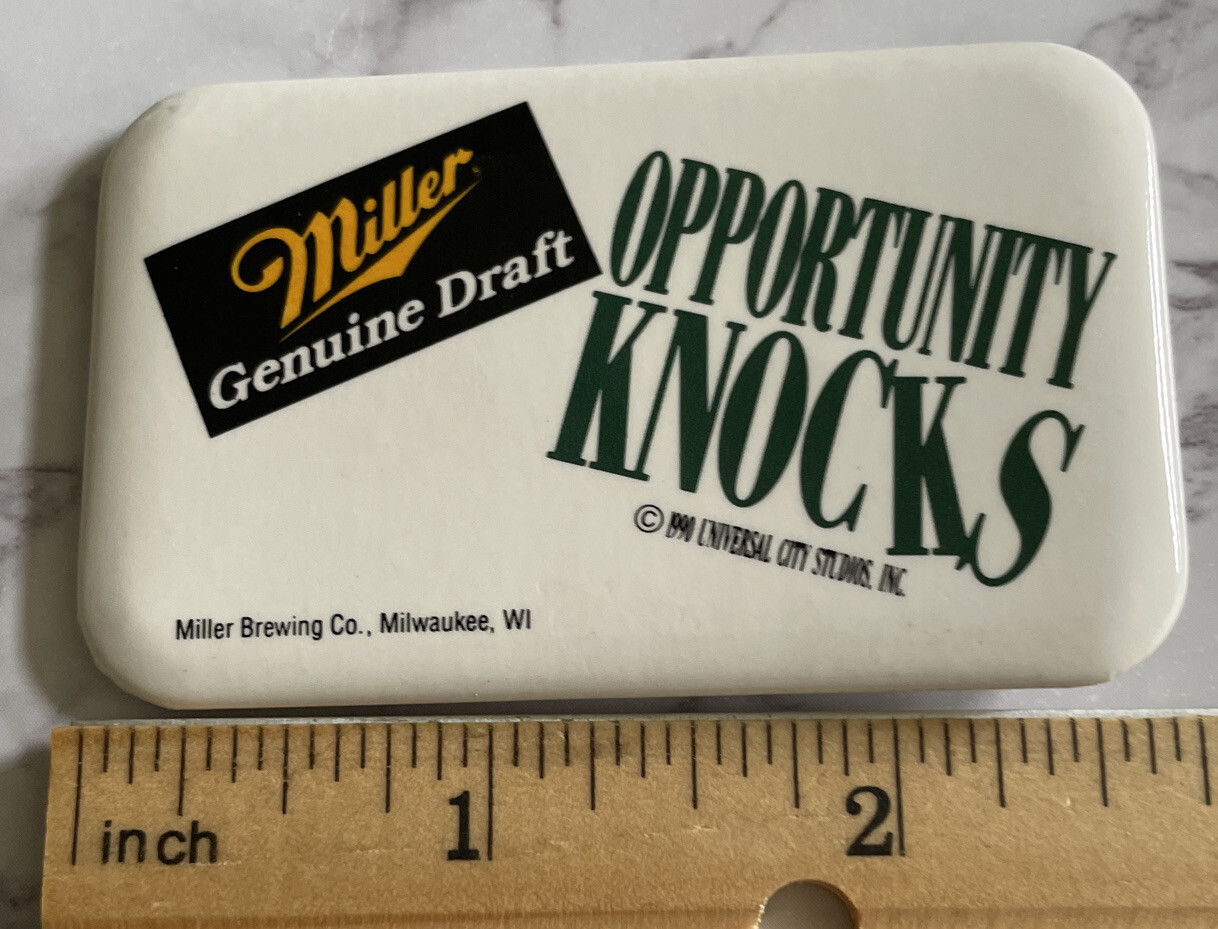 Miller
Genuine Draft
OPPORTUNITY
KNOCKS
© 1990 UNIVERSAL CITY STUDIOS, INC.
Miller Brewing Co., Milwaukee, WI
inch
1
2